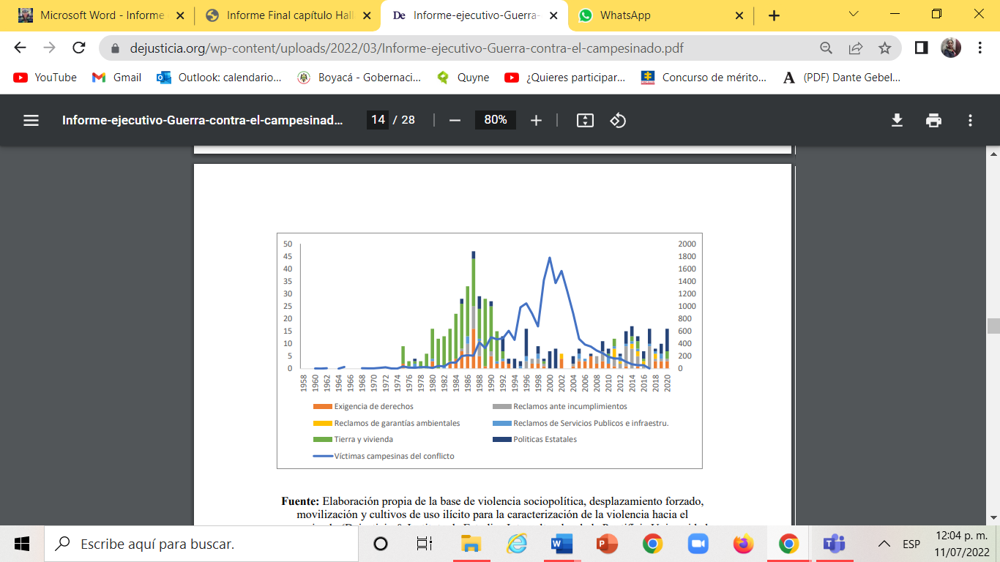 Microsoft Word - Informe
Informe Final capítulo Hall
De Informe-ejecutivo-Guerra-
WhatsApp
dejusticia.org/wp-content/uploads/2022/03/Informe-ejecutivo-Guerra-contra-el-campesinado.pdf
YouTube Gmail Outlook: calendario... Boyacá - Gobernaci... Quyne ¿Quieres participar... Concurso de mérito... A (PDF) Dante Gebel...
Informe-ejecutivo-Guerra-contra-el-campesinad... 14 / 28 80%
50 2000
45 1800
40 1600
35 1400
30 1200
25 1000
20 800
15 600
10 400
5 200
0 0
1958 1960 1962 1964 1966 1968 1970 1972 1974 1976 1978 1980 1982 1984 1986 1988 1990 1992 1994 1996 1998 2000 2002 2004 2006 2008 2010 2012 2014 2016 2018 2020
Exigencia de derechos Reclamos ante incumplimientos
Reclamos de garantías ambientales Reclamos de Servicios Publicos e infraestru.
Tierra y vivienda Politicas Estatales
Víctimas campesinas del conflicto
Fuente: Elaboración propia de la base de violencia sociopolítica, desplazamiento forzado,
movilización y cultivos de uso ilícito para la caracterización de la violencia hacia el
Escribe aquí para buscar.
ESP
12:04 p. m.
11/07/2022